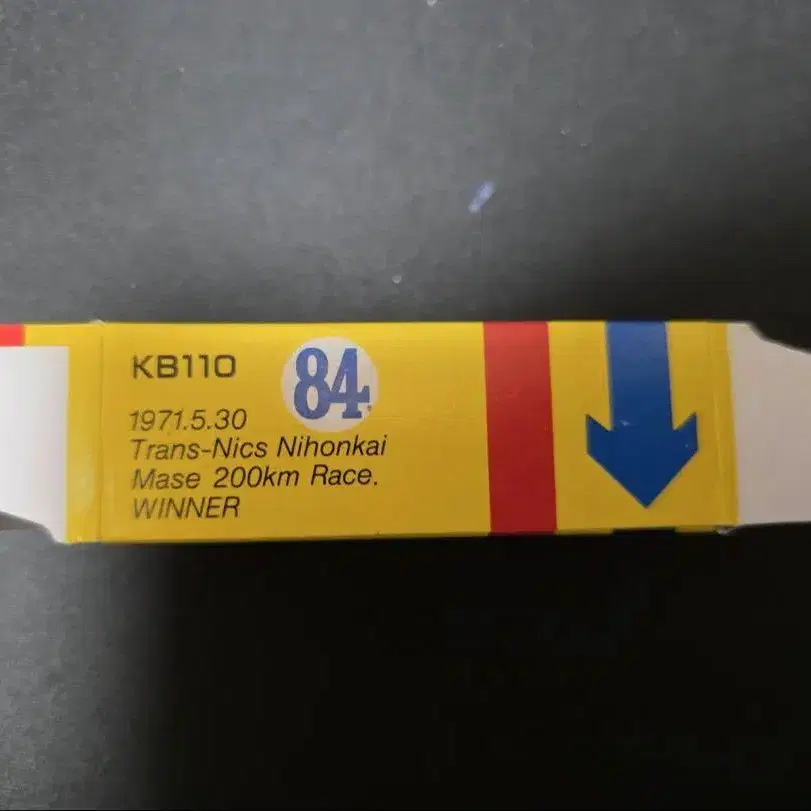 KB110
84
1971.5.30
Trans-Nics Nihonkai
Mase 200km Race.
WINNER